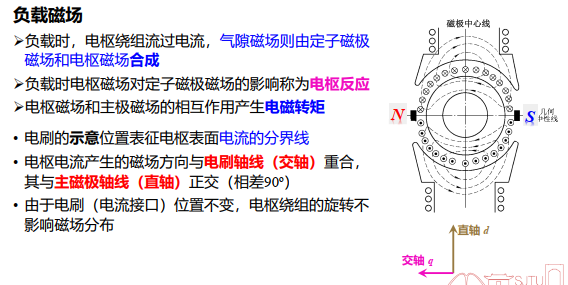 负载磁场
➢负载时，电枢绕组流过电流，气隙磁场则由定子磁极
磁场和电枢磁场合成
➢负载时电枢磁场对定子磁极磁场的影响称为电枢反应
➢电枢磁场和主极磁场的相互作用产生电磁转矩
• 电刷的示意位置表征电枢表面电流的分界线
• 电枢电流产生的磁场方向与电刷轴线（交轴）重合，
其与主磁极轴线（直轴）正交（相差90º）
• 由于电刷（电流接口）位置不变，电枢绕组的旋转不
影响磁场分布
磁极中心线
N
S
几何
中性线
直轴 d
交轴 q
SJTU